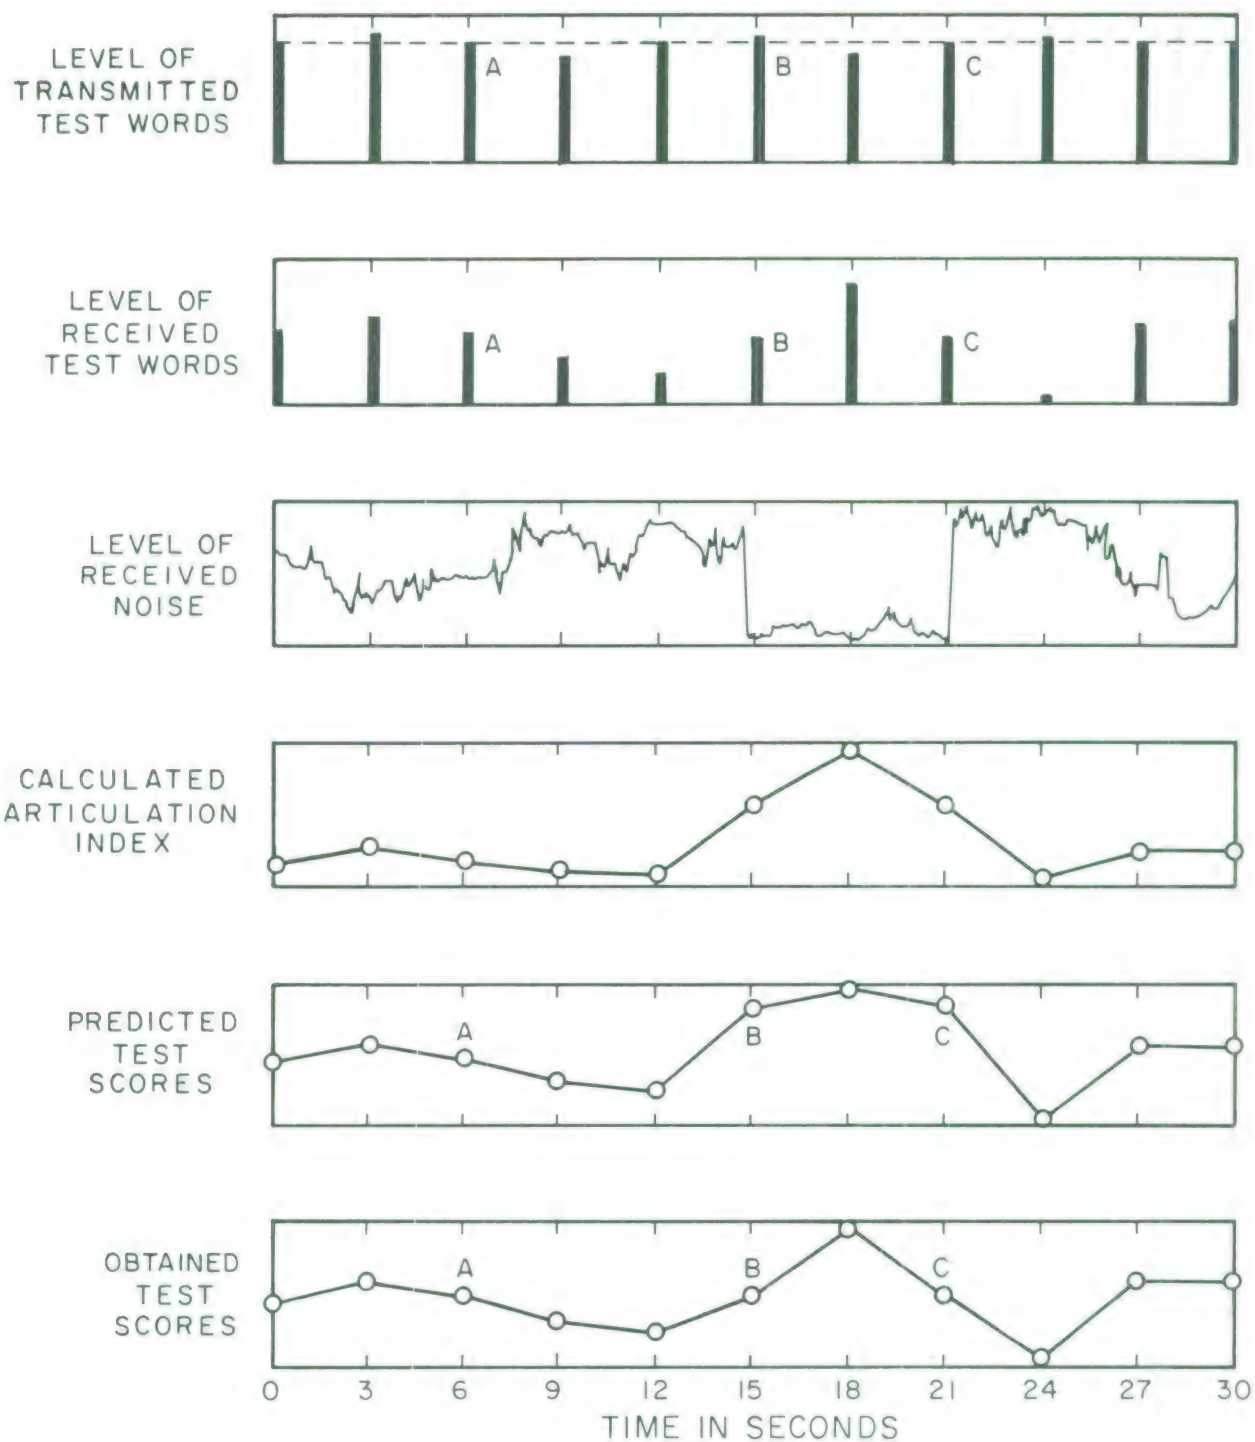 LEVEL OF
TRANSMITTED
TEST WORDS
A
B
C
LEVEL OF
RECEIVED
TEST WORDS
A
B
C
LEVEL OF
RECEIVED
NOISE
CALCULATED
ARTICULATION
INDEX
PREDICTED
TEST
SCORES
A
B
C
OBTAINED
TEST
SCORES
A
B
C
0 3 6 9 12 15 18 21 24 27 30
TIME IN SECONDS